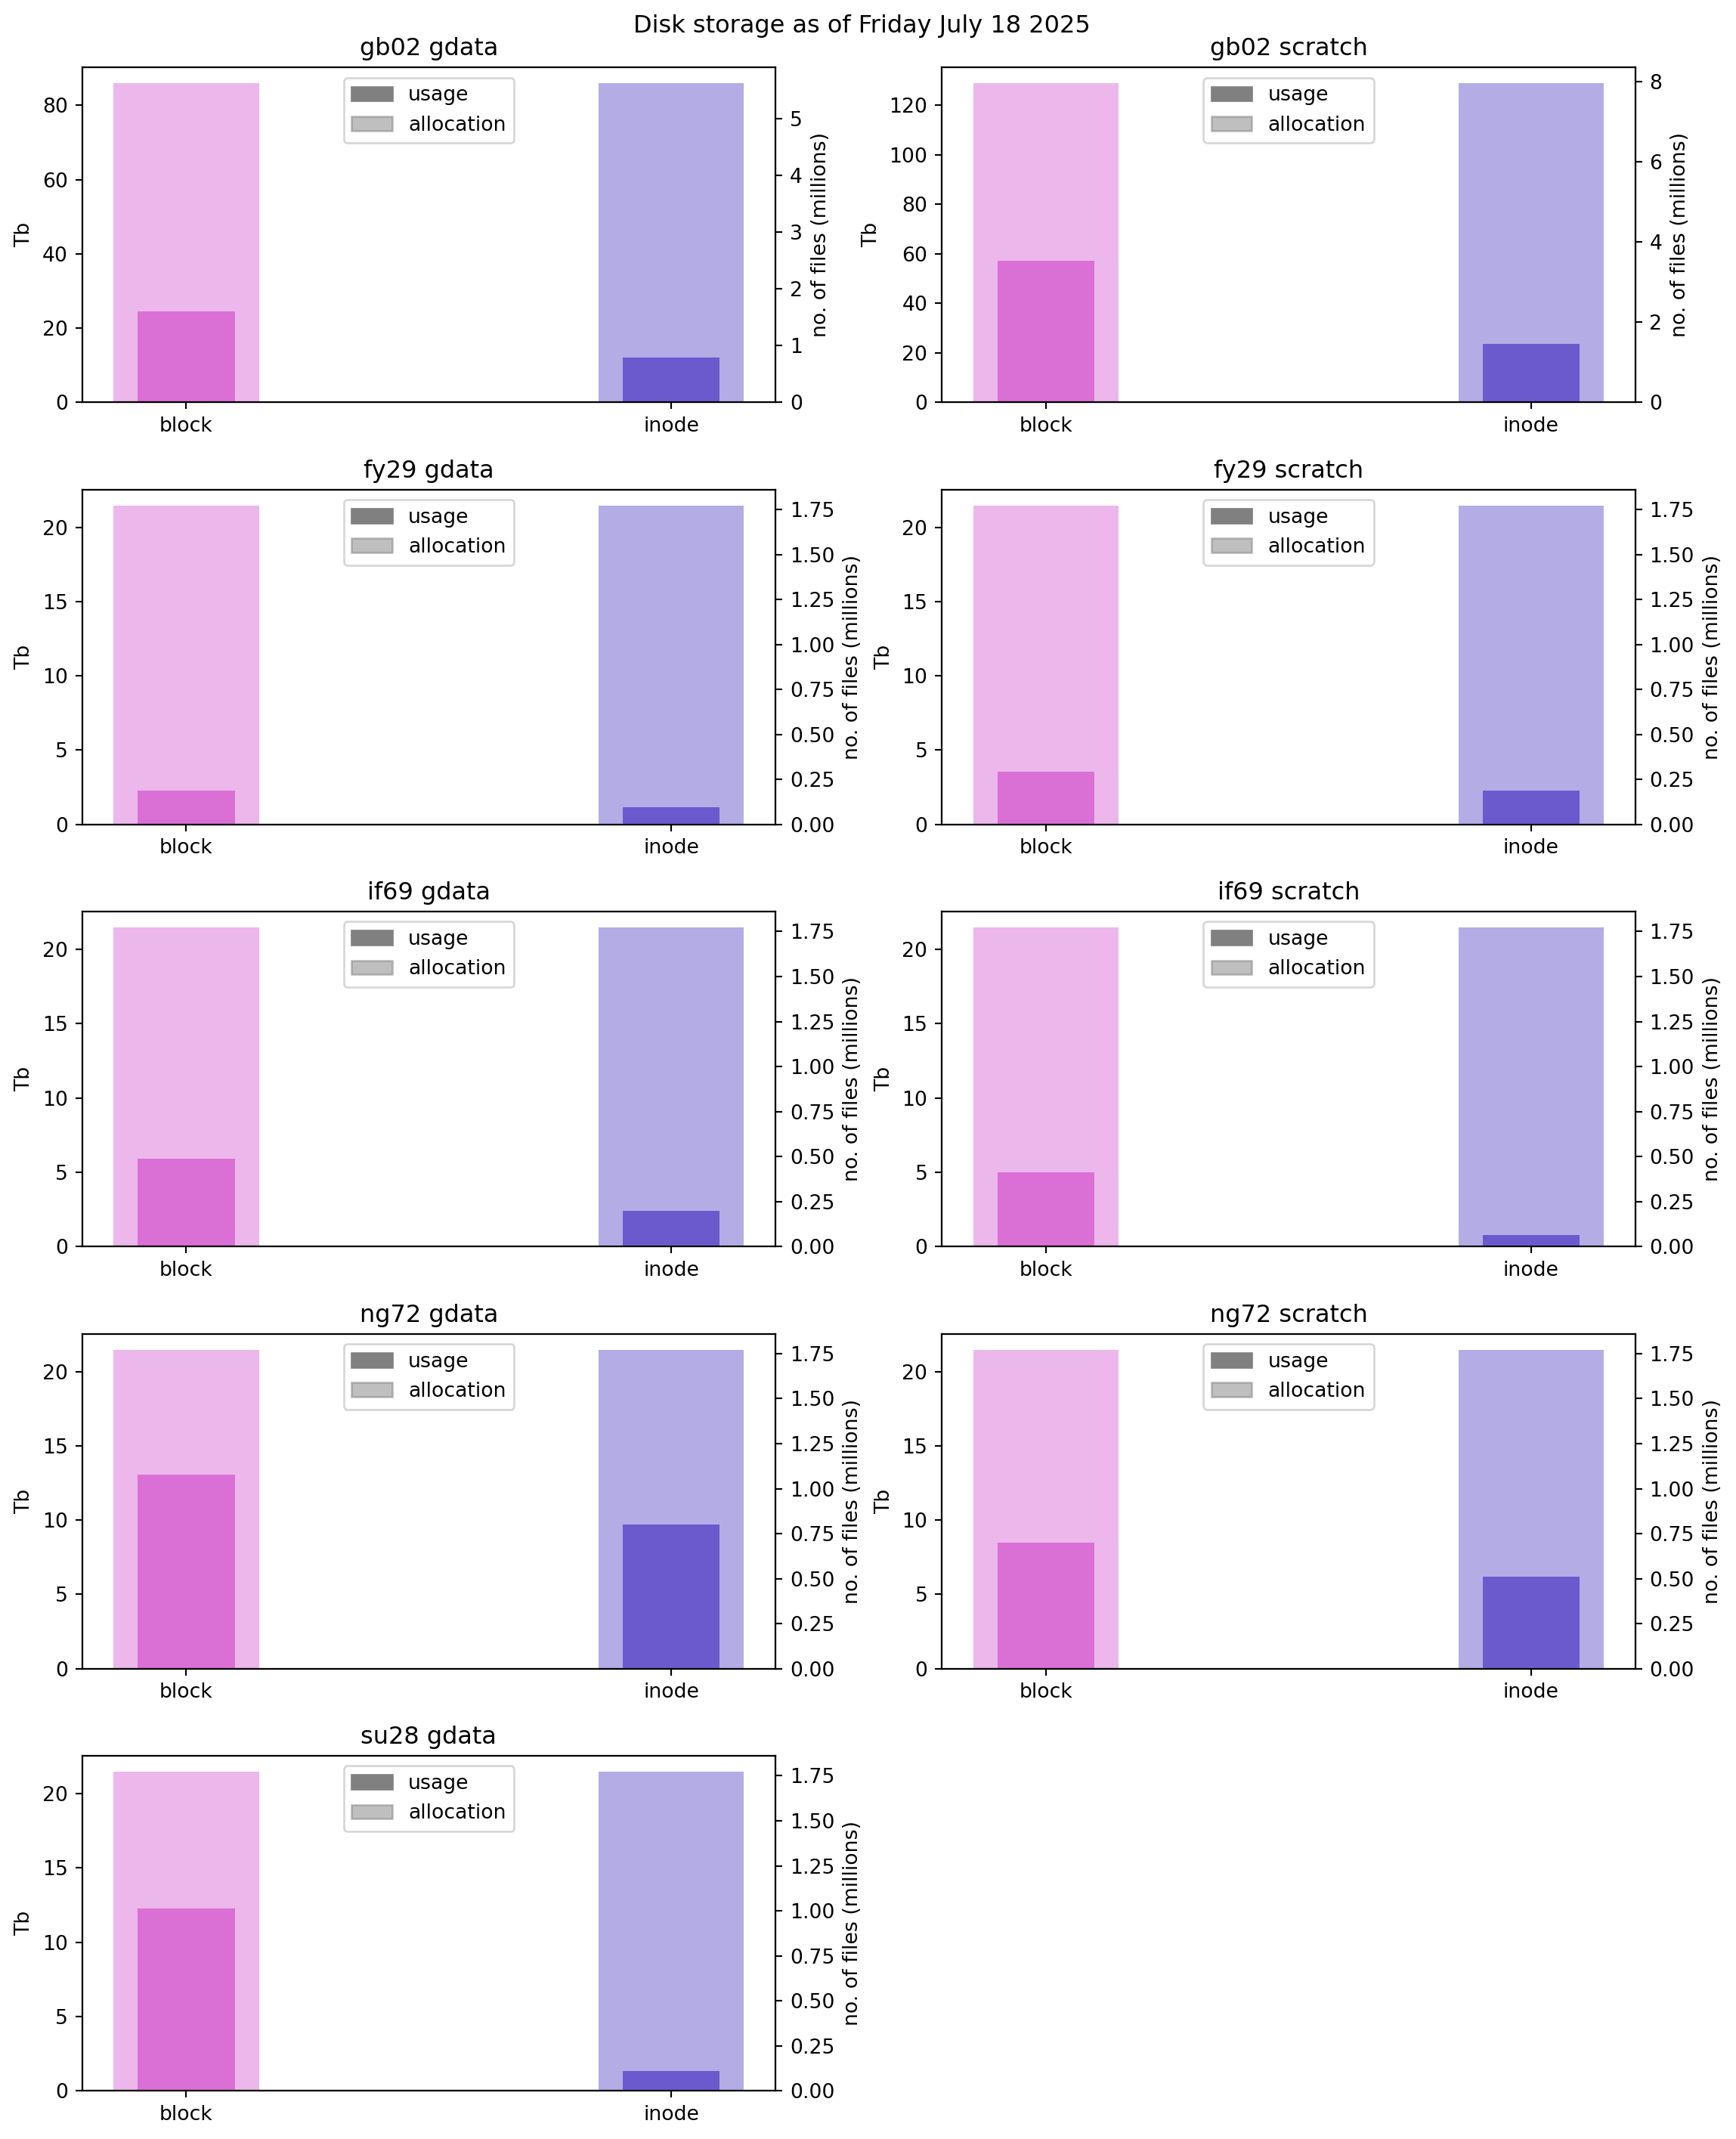 Disk storage as of Friday July 18 2025
gb02 gdata
usage
allocation
80
60
40
20
0
Tb
5
4
3
2
1
0
no. of files (millions)
block
inode
gb02 scratch
usage
allocation
120
100
80
60
40
20
0
Tb
8
6
4
2
0
no. of files (millions)
block
inode
fy29 gdata
usage
allocation
20
15
10
5
0
Tb
1.75
1.50
1.25
1.00
0.75
0.50
0.25
0.00
no. of files (millions)
block
inode
fy29 scratch
usage
allocation
20
15
10
5
0
Tb
1.75
1.50
1.25
1.00
0.75
0.50
0.25
0.00
no. of files (millions)
block
inode
if69 gdata
usage
allocation
20
15
10
5
0
Tb
1.75
1.50
1.25
1.00
0.75
0.50
0.25
0.00
no. of files (millions)
block
inode
if69 scratch
usage
allocation
20
15
10
5
0
Tb
1.75
1.50
1.25
1.00
0.75
0.50
0.25
0.00
no. of files (millions)
block
inode
ng72 gdata
usage
allocation
20
15
10
5
0
Tb
1.75
1.50
1.25
1.00
0.75
0.50
0.25
0.00
no. of files (millions)
block
inode
ng72 scratch
usage
allocation
20
15
10
5
0
Tb
1.75
1.50
1.25
1.00
0.75
0.50
0.25
0.00
no. of files (millions)
block
inode
su28 gdata
usage
allocation
20
15
10
5
0
Tb
1.75
1.50
1.25
1.00
0.75
0.50
0.25
0.00
no. of files (millions)
block
inode